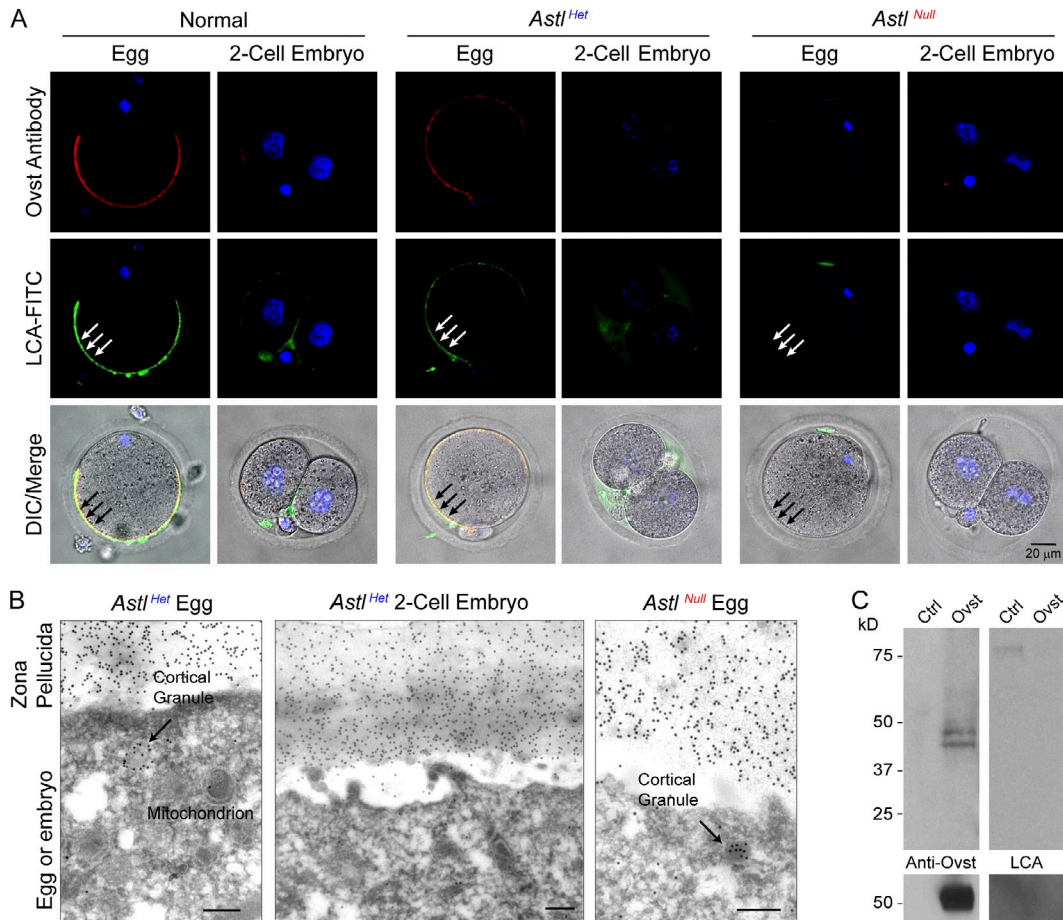 A
Normal
Astl Het
Astl Null
Egg
2-Cell Embryo
Egg
2-Cell Embryo
Egg
2-Cell Embryo
Ovst Antibody
LCA-FITC
DIC/Merge
20 μm
B
Astl Het Egg
Astl Het 2-Cell Embryo
Astl Null Egg
Zona Pellucida
Egg or embryo
Cortical
Granule
Mitochondrion
Cortical
Granule
C
kD
Ctrl
Ovst
Ctrl
Ovst
75
50
37
25
Anti-Ovst
LCA
50